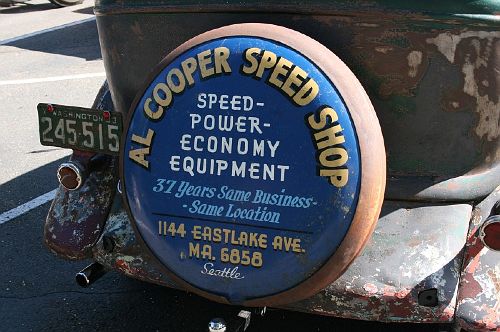 AL COOPER SPEED SHOP
SPEED-
POWER-
ECONOMY
EQUIPMENT
37 Years Same Business-
-Same Location
1144 EASTLAKE AVE.
MA. 6858
Seattle
WASHINGTON
245-515